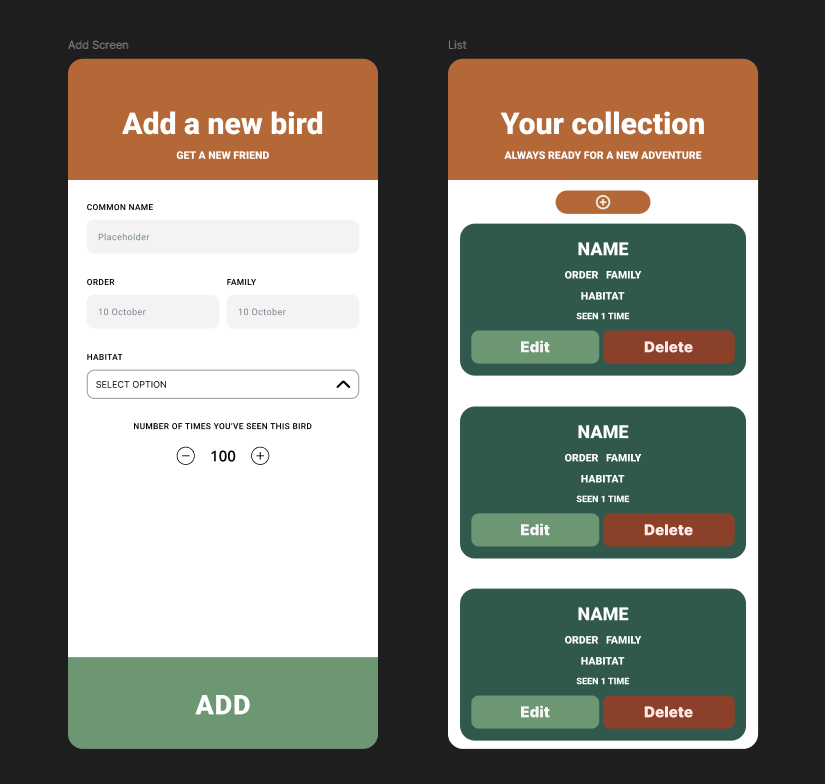 Add Screen
Add a new bird
GET A NEW FRIEND
COMMON NAME
Placeholder
ORDER FAMILY
10 October 10 October
HABITAT
SELECT OPTION
NUMBER OF TIMES YOU'VE SEEN THIS BIRD
100
ADD
List
Your collection
ALWAYS READY FOR A NEW ADVENTURE
NAME
ORDER FAMILY
HABITAT
SEEN 1 TIME
Edit Delete
NAME
ORDER FAMILY
HABITAT
SEEN 1 TIME
Edit Delete
NAME
ORDER FAMILY
HABITAT
SEEN 1 TIME
Edit Delete